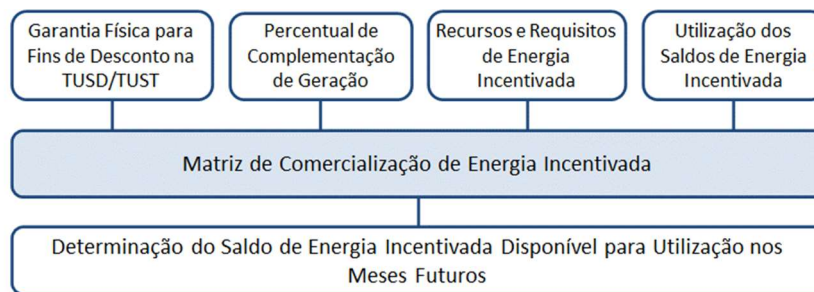 Garantia Física para
Fins de Desconto na
TUSD/TUST
Percentual de
Complementação
de Geração
Recursos e Requisitos
de Energia
Incentivada
Utilização dos
Saldos de Energia
Incentivada
Matriz de Comercialização de Energia Incentivada
Determinação do Saldo de Energia Incentivada Disponível para Utilização nos
Meses Futuros